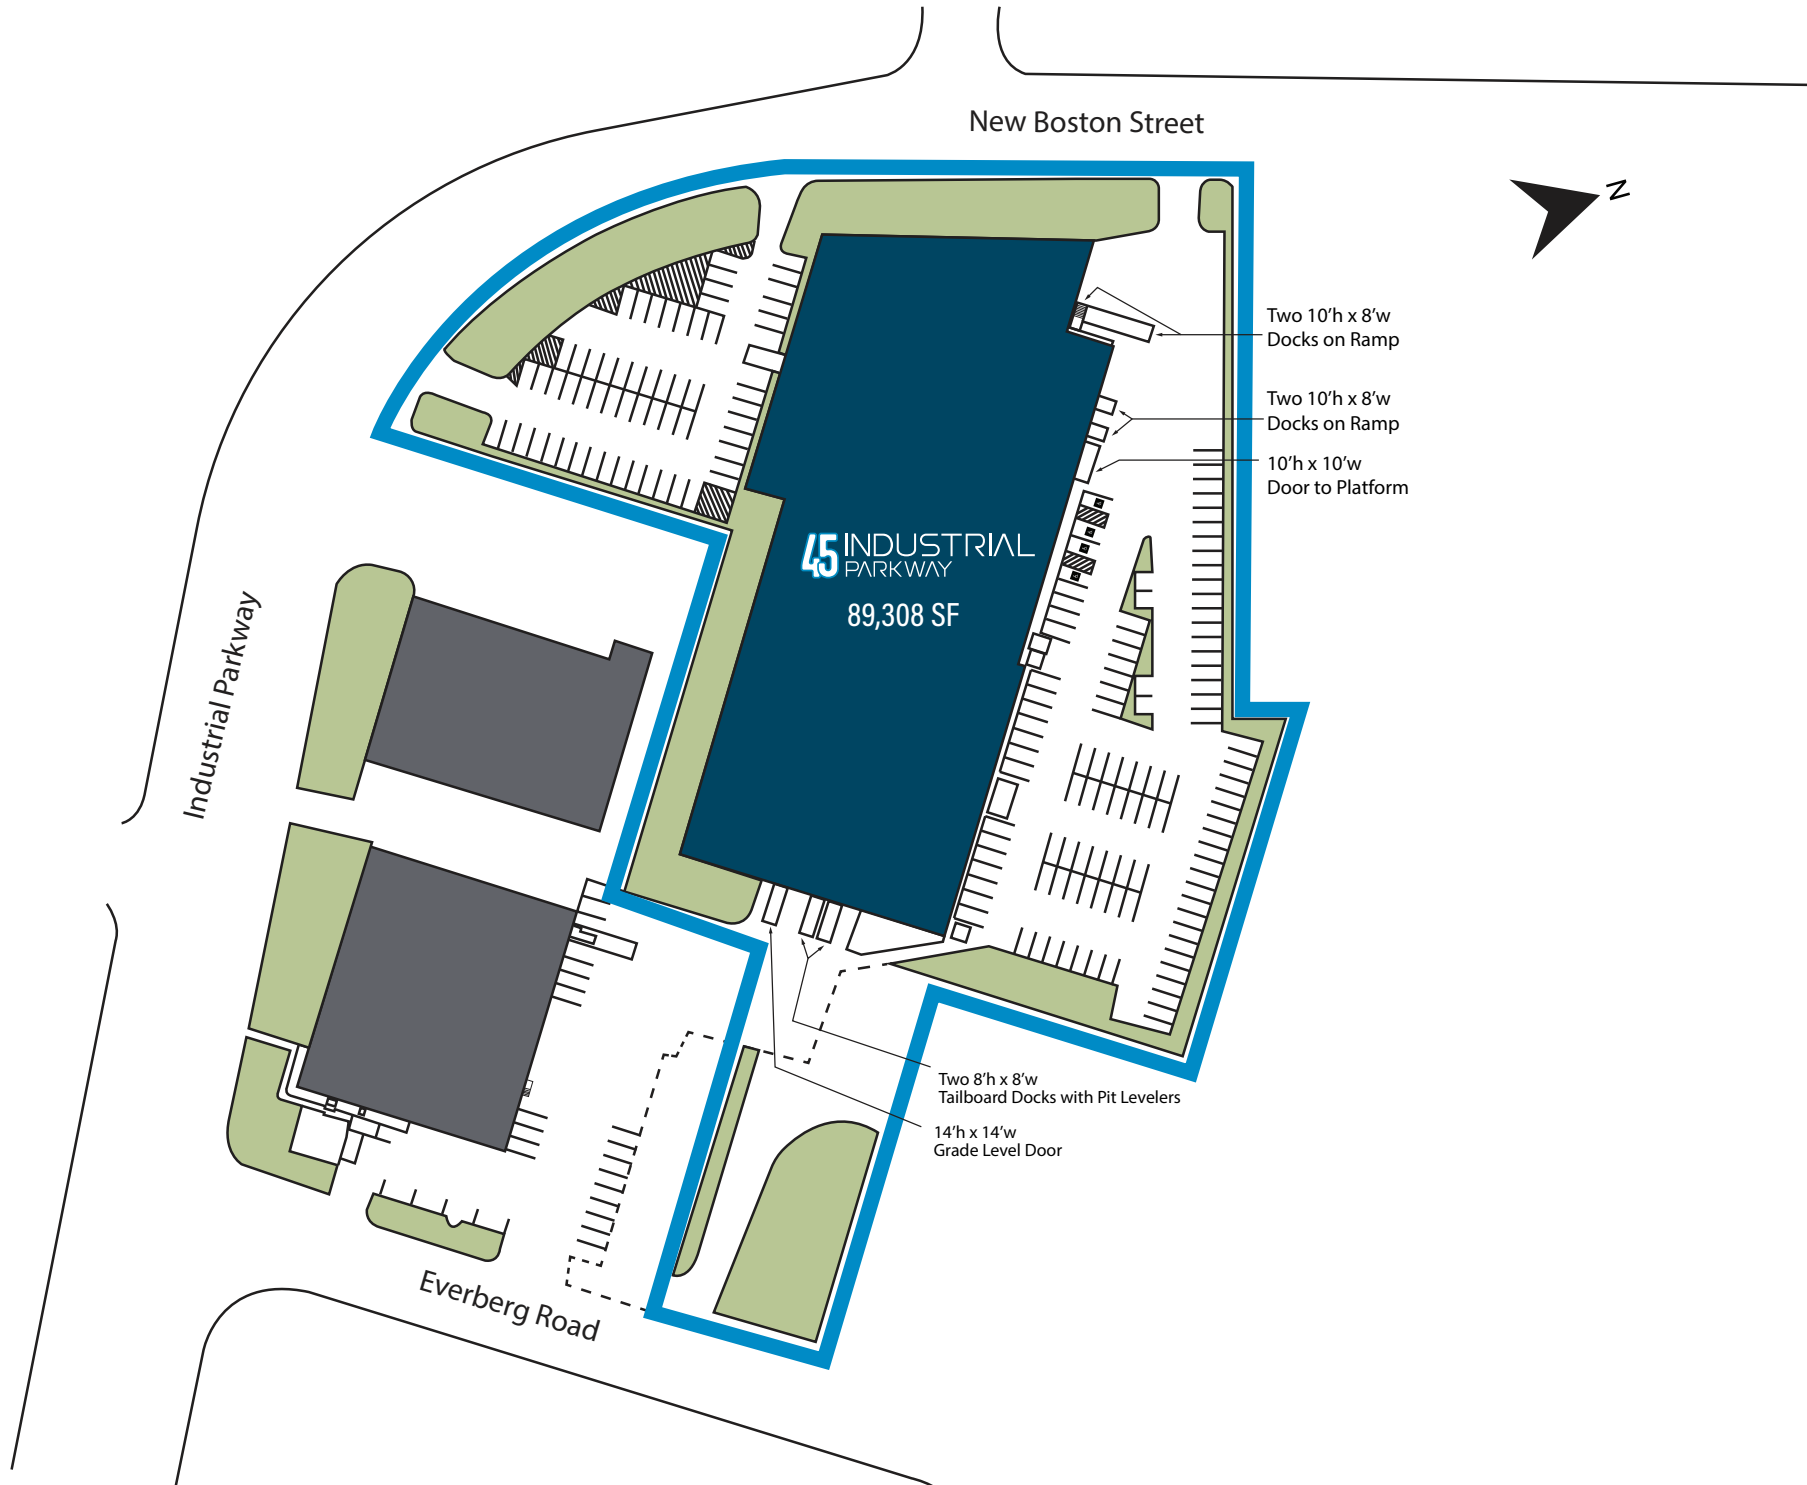 New Boston Street
N
Two 10’h x 8’w
Docks on Ramp
Two 10’h x 8’w
Docks on Ramp
10’h x 10’w
Door to Platform
45 INDUSTRIAL
PARKWAY
89,308 SF
Industrial Parkway
Two 8’h x 8’w
Tailboard Docks with Pit Levelers
14’h x 14’w
Grade Level Door
Everberg Road